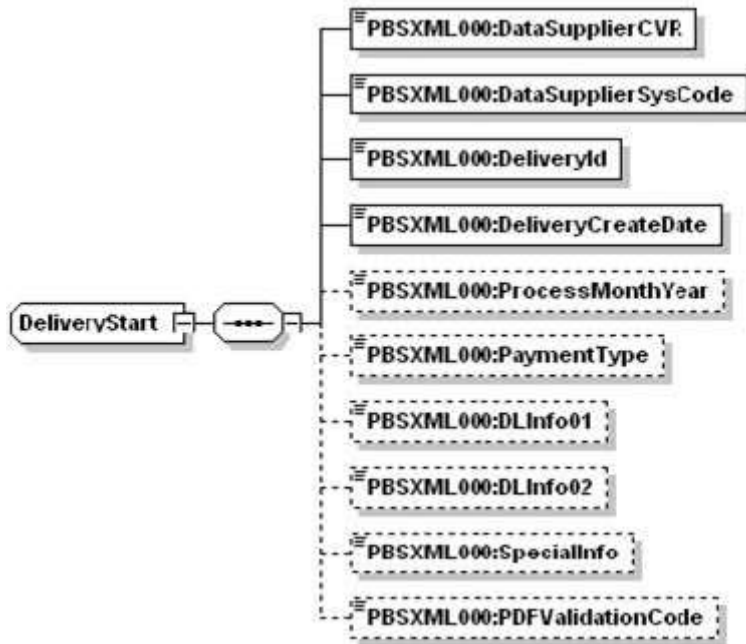 PBSXML000:DataSupplierCVR
PBSXML000:DataSupplierSysCode
PBSXML000:DeliveryId
PBSXML000:DeliveryCreateDate
PBSXML000:ProcessMonthYear
DeliveryStart
PBSXML000:PaymentType
PBSXML000:DLInfo01
PBSXML000:DLInfo02
PBSXML000:SpecialInfo
PBSXML000:PDFValidationCode